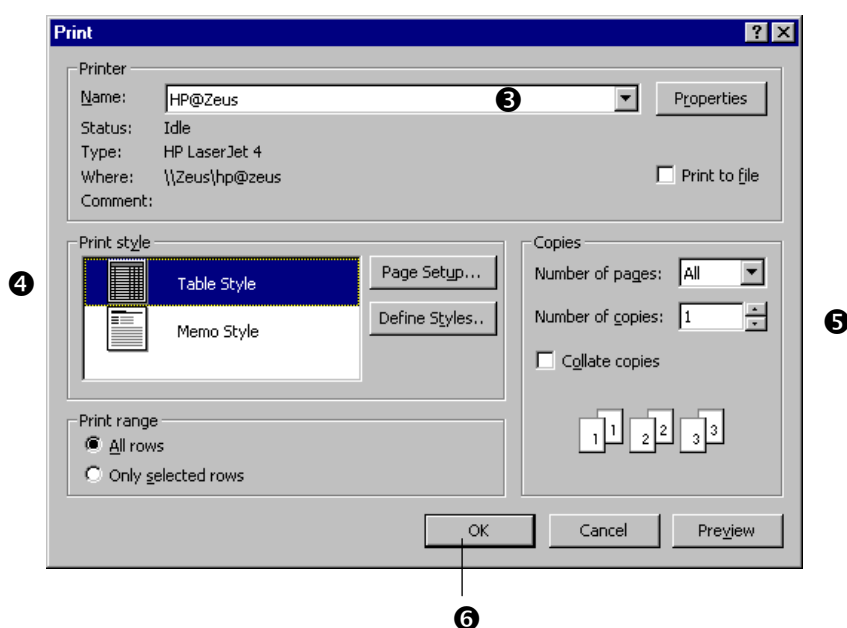 Print
Printer
Name: HP@Zeus ❸ Properties
Status: Idle
Type: HP LaserJet 4
Where: \\Zeus\hp@zeus Print to file
Comment:
Print style
❹ Table Style
Memo Style
Page Setup...
Define Styles..
Copies
Number of pages: All
Number of copies: 1
❺
Collate copies
1 1 2 2 3 3
Print range
All rows
Only selected rows
OK Cancel Preview
❻